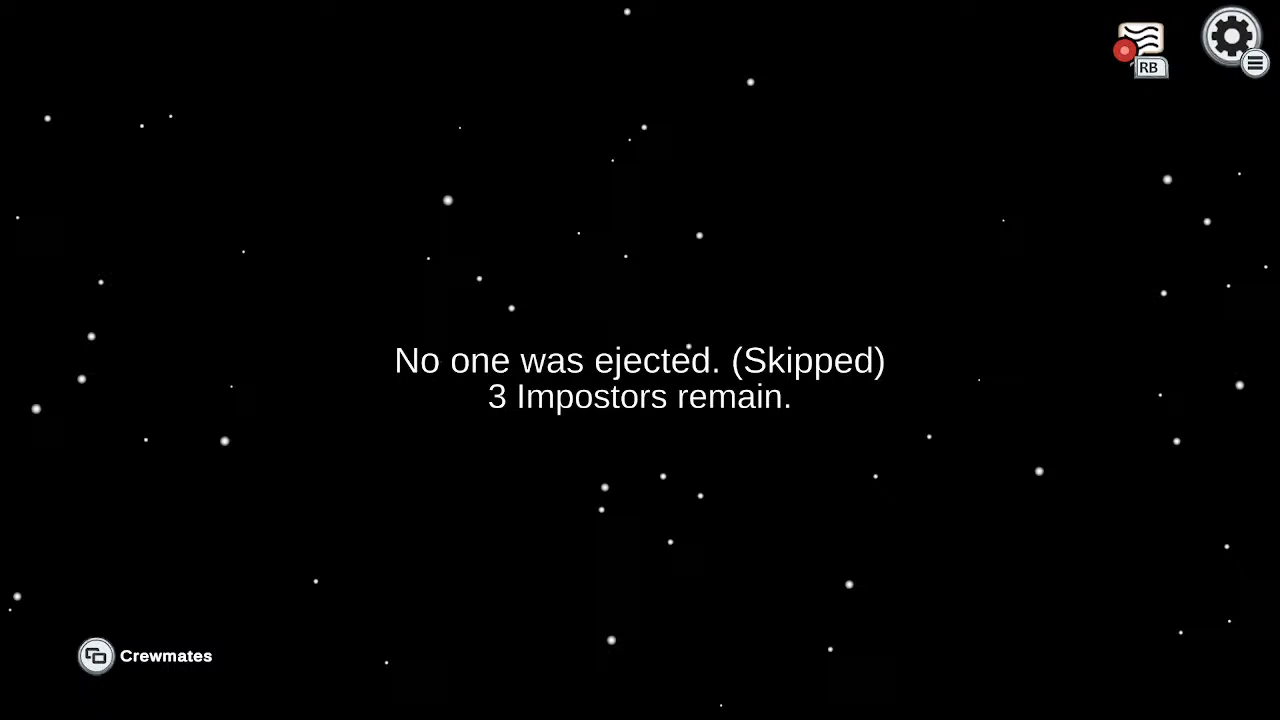 RB
No one was ejected. (Skipped)
3 Impostors remain.
Crewmates